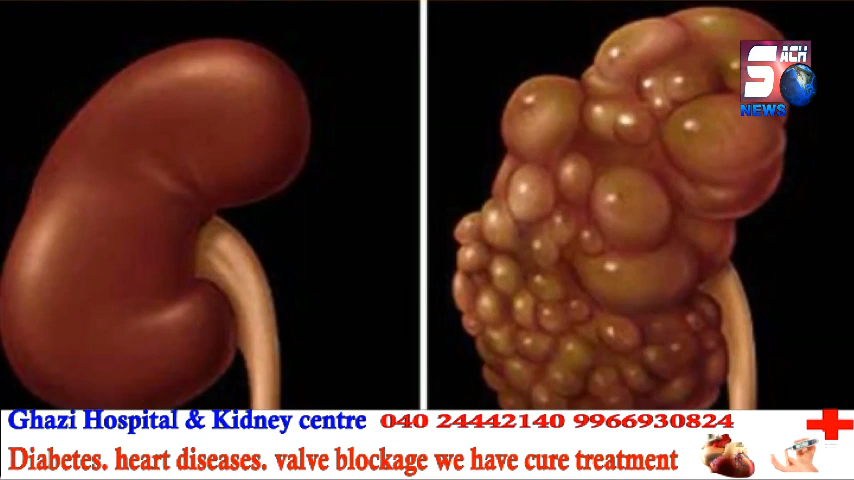 SACH
NEWS
Ghazi Hospital & Kidney centre 040 24442140 9966930824
Diabetes. heart diseases. valve blockage we have cure treatment